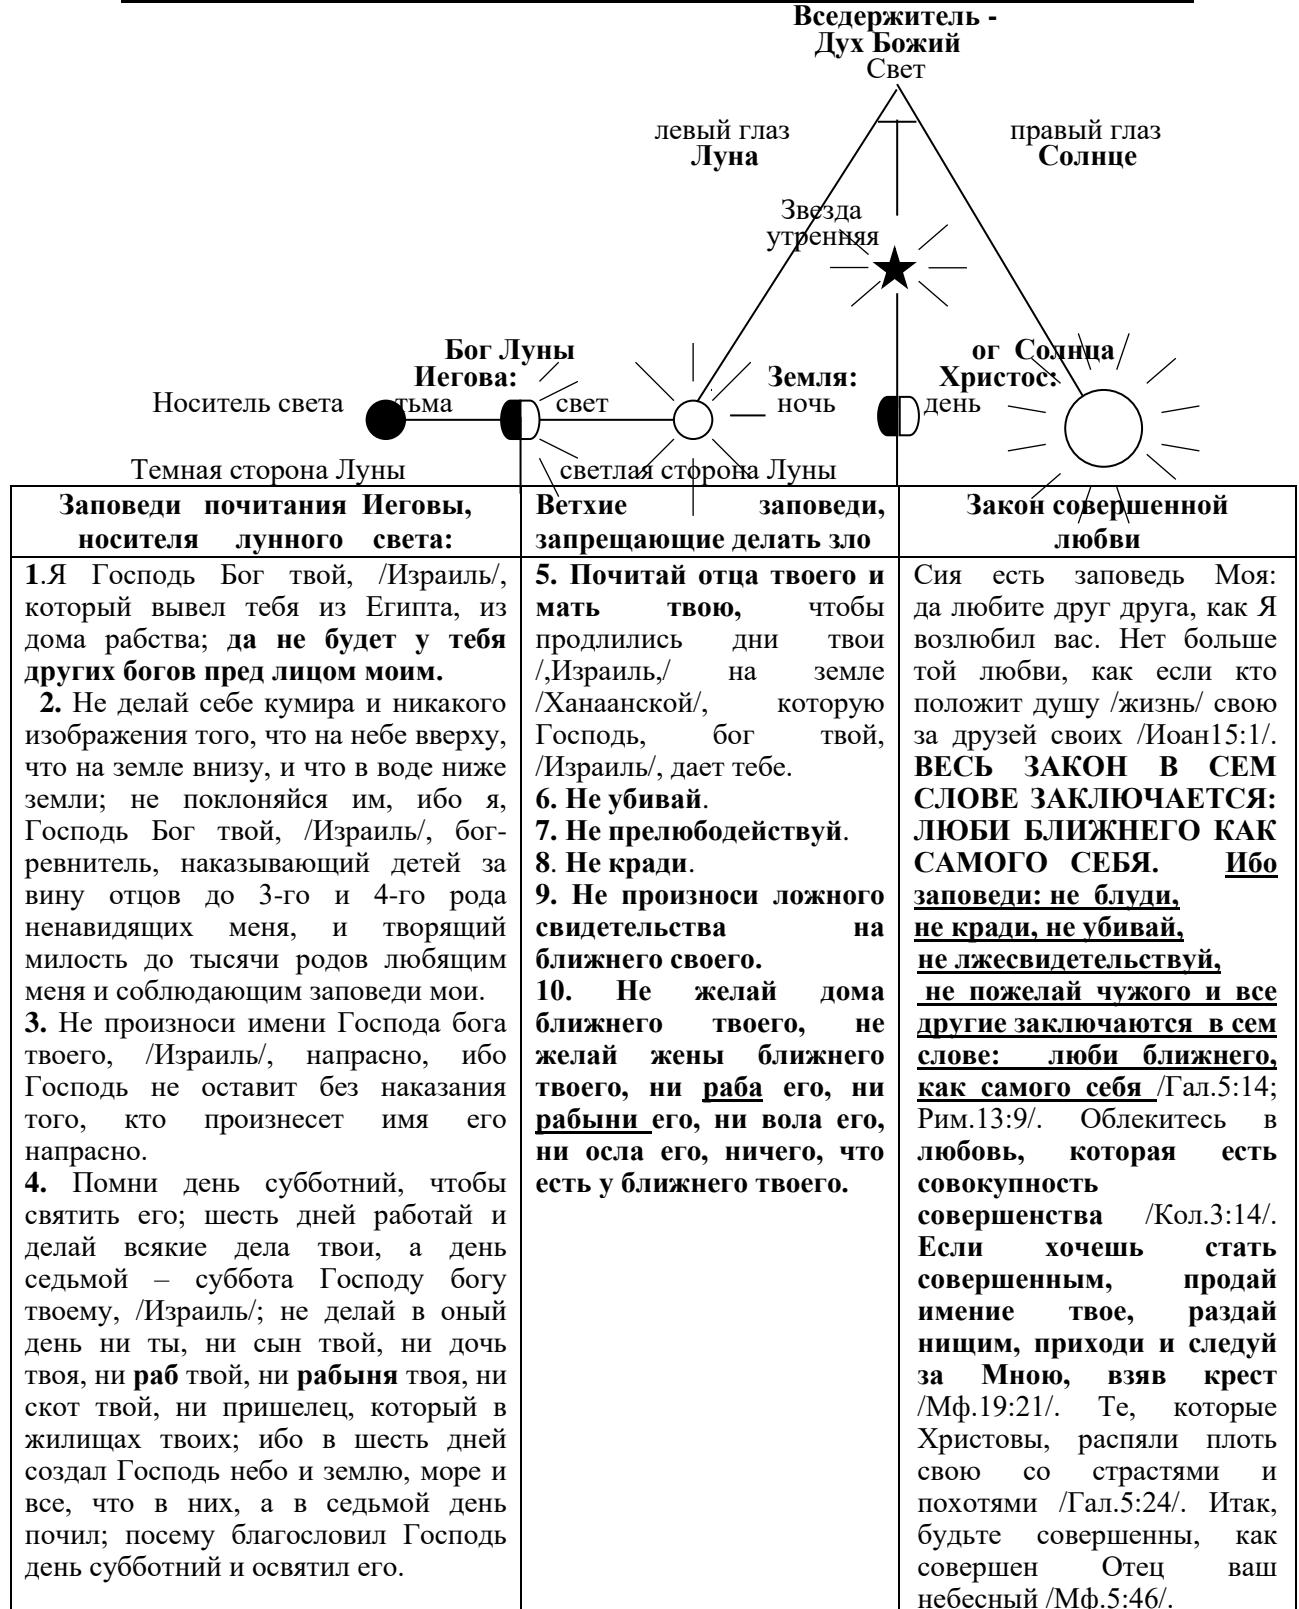 Вседержитель -
Дух Божий
Свет
левый глаз
Луна
правый глаз
Солнце
Звезда
утренняя
Бог Луны
Иегова:
Земля:
ог  Солнца
Христос:
Носитель света
тьма
свет
ночь
день
Темная сторона Луны
светлая сторона Луны
Заповеди почитания Иеговы,
носителя лунного света:
1.Я Господь Бог твой, /Израиль/,
который вывел тебя из Египта, из
дома рабства; да не будет у тебя
других богов пред лицом моим.
2. Не делай себе кумира и никакого
изображения того, что на небе вверху,
что на земле внизу, и что в воде ниже
земли; не поклоняйся им, ибо я,
Господь Бог твой, /Израиль/, бог-
ревнитель, наказывающий детей за
вину отцов до 3-го и 4-го рода
ненавидящих меня, и творящий
милость до тысячи родов любящим
меня и соблюдающим заповеди мои.
3. Не произноси имени Господа бога
твоего, /Израиль/, напрасно, ибо
Господь не оставит без наказания
того, кто произнесет имя его
напрасно.
4. Помни день субботний, чтобы
святить его; шесть дней работай и
делай всякие дела твои, а день
седьмой – суббота Господу богу
твоему, /Израиль/; не делай в оный
день ни ты, ни сын твой, ни дочь
твоя, ни раб твой, ни рабыня твоя, ни
скот твой, ни пришелец, который в
жилищах твоих; ибо в шесть дней
создал Господь небо и землю, море и
все, что в них, а в седьмой день
почил; посему благословил Господь
день субботний и освятил его.
Ветхие заповеди,
запрещающие делать зло
5. Почитай отца твоего и
мать твою, чтобы
продлились дни твои
/,Израиль,/ на земле
/Ханаанской/, которую
Господь, бог твой,
/Израиль/, дает тебе.
6. Не убивай.
7. Не прелюбодействуй.
8. Не кради.
9. Не произноси ложного
свидетельства на
ближнего своего.
10. Не желай дома
ближнего твоего, не
желай жены ближнего
твоего, ни раба его, ни
рабыни его, ни вола его,
ни осла его, ничего, что
есть у ближнего твоего.
Закон совершенной
любви
Сия есть заповедь Моя:
да любите друг друга, как Я
возлюбил вас. Нет больше
той любви, как если кто
положит душу /жизнь/ свою
за друзей своих /Иоан15:1/.
ВЕСЬ ЗАКОН В СЕМ
СЛОВЕ ЗАКЛЮЧАЕТСЯ:
ЛЮБИ БЛИЖНЕГО КАК
САМОГО СЕБЯ. Ибо
заповеди: не блуди,
не кради, не убивай,
не лжесвидетельствуй,
не пожелай чужого и все
другие заключаются в сем
слове: люби ближнего,
как самого себя /Гал.5:14;
Рим.13:9/. Облекитесь в
любовь, которая есть
совокупность
совершенства /Кол.3:14/.
Если хочешь стать
совершенным, продай
имение твое, раздай
нищим, приходи и следуй
за Мною, взяв крест
/Мф.19:21/. Те, которые
Христовы, распяли плоть
свою со страстями и
похотями /Гал.5:24/. Итак,
будьте совершенны, как
совершен Отец ваш
небесный /Мф.5:46/.